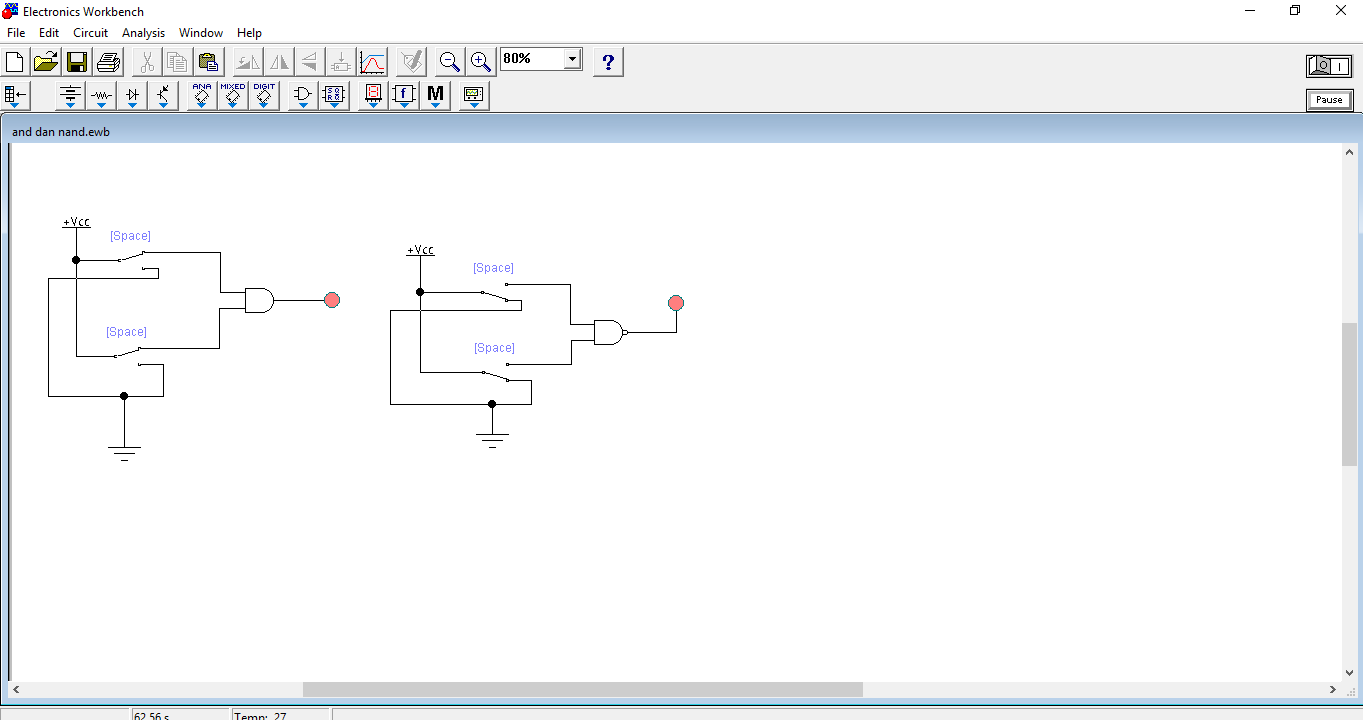 Electronics Workbench
File Edit Circuit Analysis Window Help
80% ?
ANA MIXED DIGIT f M
Pause
and dan nand.ewb
+Vcc
[Space]
+Vcc
[Space]
[Space]
[Space]
62.56 s Temp: 27